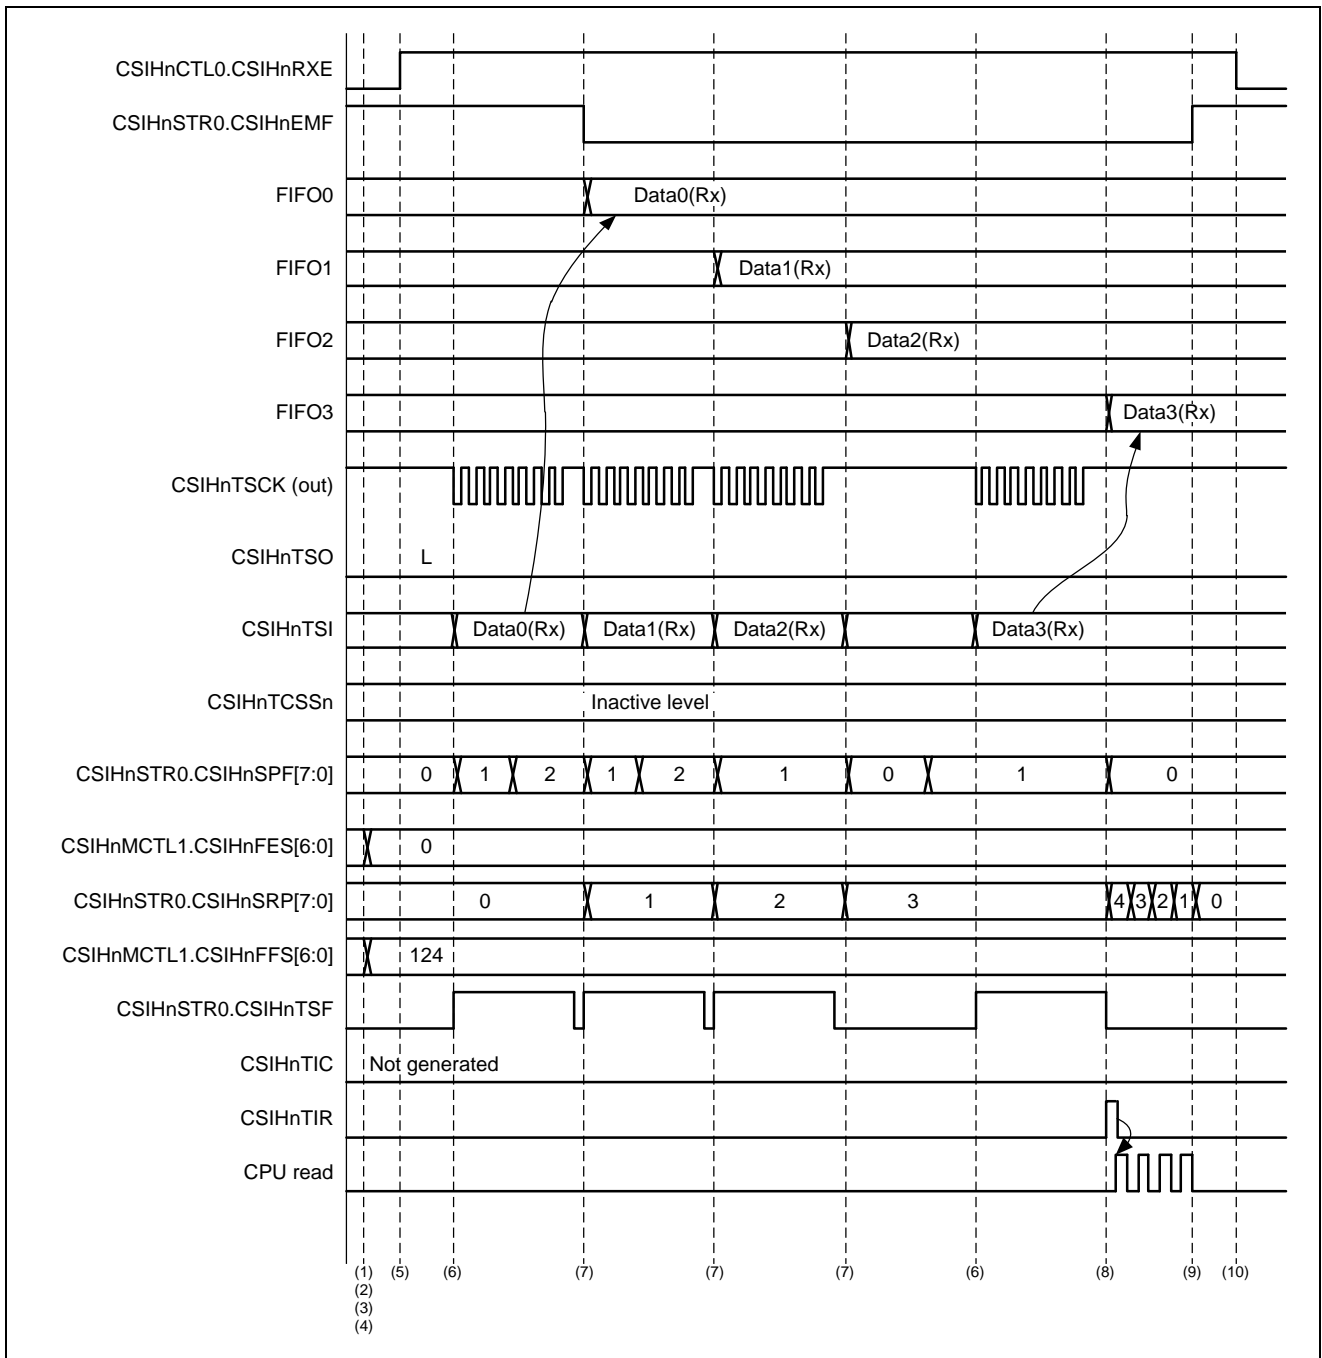 CSIHnCTL0.CSIHnRXE
CSIHnSTR0.CSIHnEMF
FIFO0 Data0(Rx)
FIFO1 Data1(Rx)
FIFO2 Data2(Rx)
FIFO3 Data3(Rx)
CSIHnTSCK (out)
CSIHnTSO L
CSIHnTSI Data0(Rx) Data1(Rx) Data2(Rx) Data3(Rx)
CSIHnTCSSn Inactive level
CSIHnSTR0.CSIHnSPF[7:0] 0 1 2 1 2 1 0 1 0
CSIHnMCTL1.CSIHnFES[6:0] 0
CSIHnSTR0.CSIHnSRP[7:0] 0 1 2 3 4 3 2 1 0
CSIHnMCTL1.CSIHnFFS[6:0] 124
CSIHnSTR0.CSIHnTSF
CSIHnTIC Not generated
CSIHnTIR
CPU read
(1) (5) (6) (7) (7) (7) (6) (8) (9) (10)
(2)
(3)
(4)